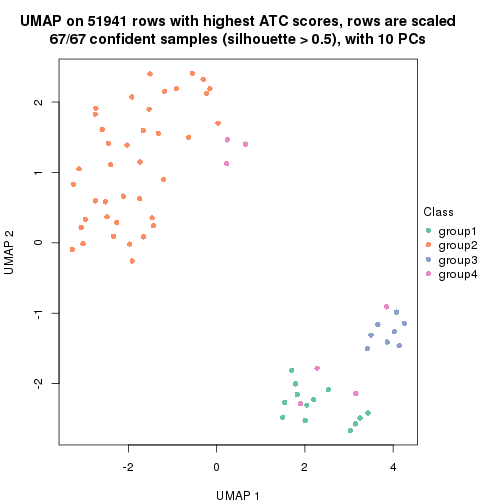 UMAP on 51941 rows with highest ATC scores, rows are scaled
67/67 confident samples (silhouette > 0.5), with 10 PCs
2
1
0
-1
-2
UMAP 2
-2
0
2
4
UMAP 1
Class
group1
group2
group3
group4